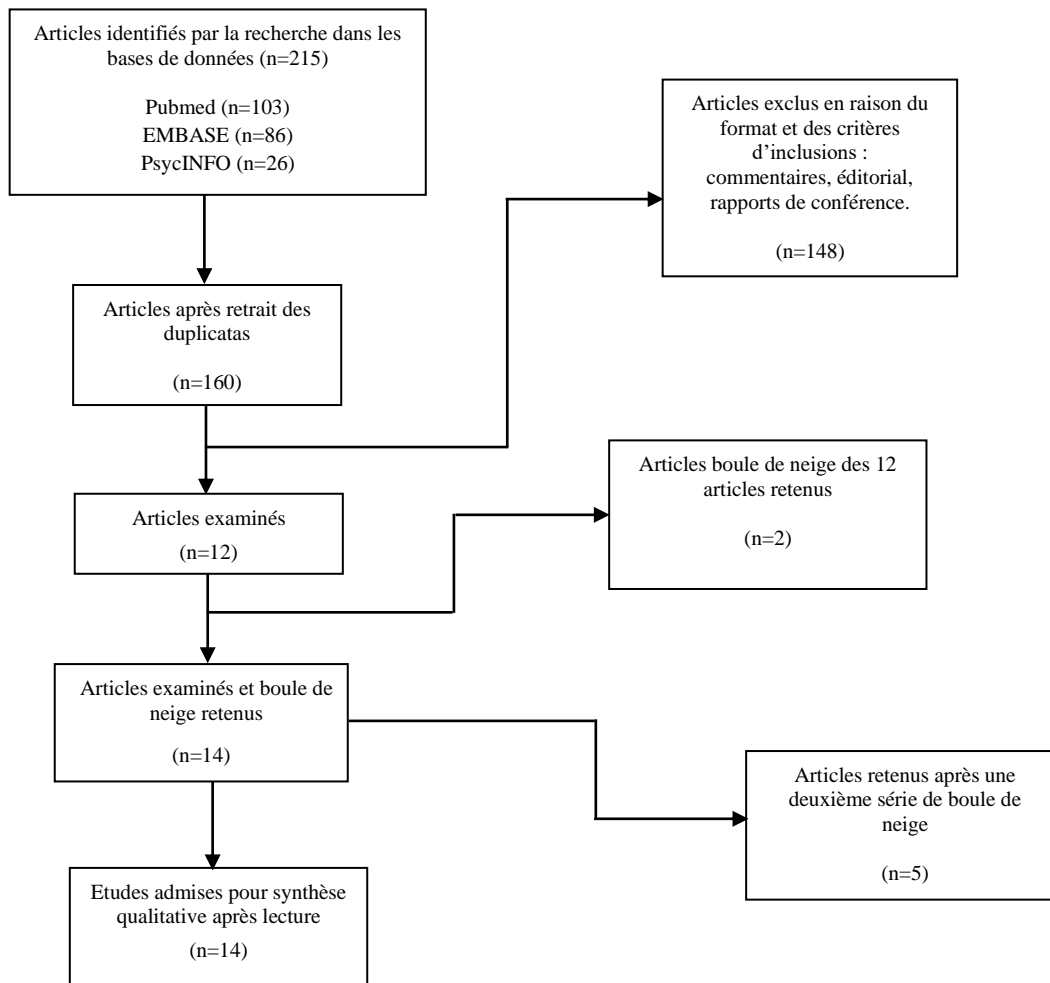 Articles identifiés par la recherche dans les
bases de données (n=215)
Pubmed (n=103)
EMBASE (n=86)
PsycINFO (n=26)
Articles exclus en raison du
format et des critères
d’inclusions :
commentaires, éditorial,
rapports de conférence.
(n=148)
Articles après retrait des
duplicatas
(n=160)
Articles boule de neige des 12
articles retenus
(n=2)
Articles examinés
(n=12)
Articles examinés et boule de
neige retenus
(n=14)
Articles retenus après une
deuxième série de boule de
neige
(n=5)
Etudes admises pour synthèse
qualitative après lecture
(n=14)